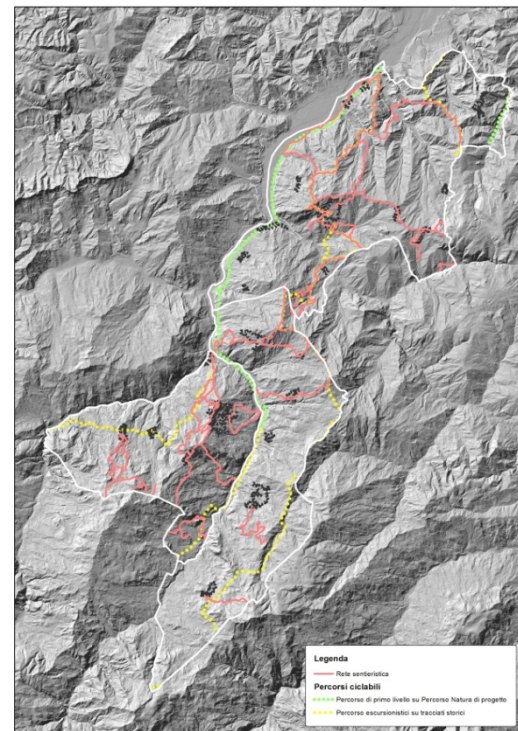 Legenda
Rete sentieristica
Percorsi ciclabili
Percorso di primo livello su Percorso Natura di progetto
Percorso escursionistici su tracciati storici